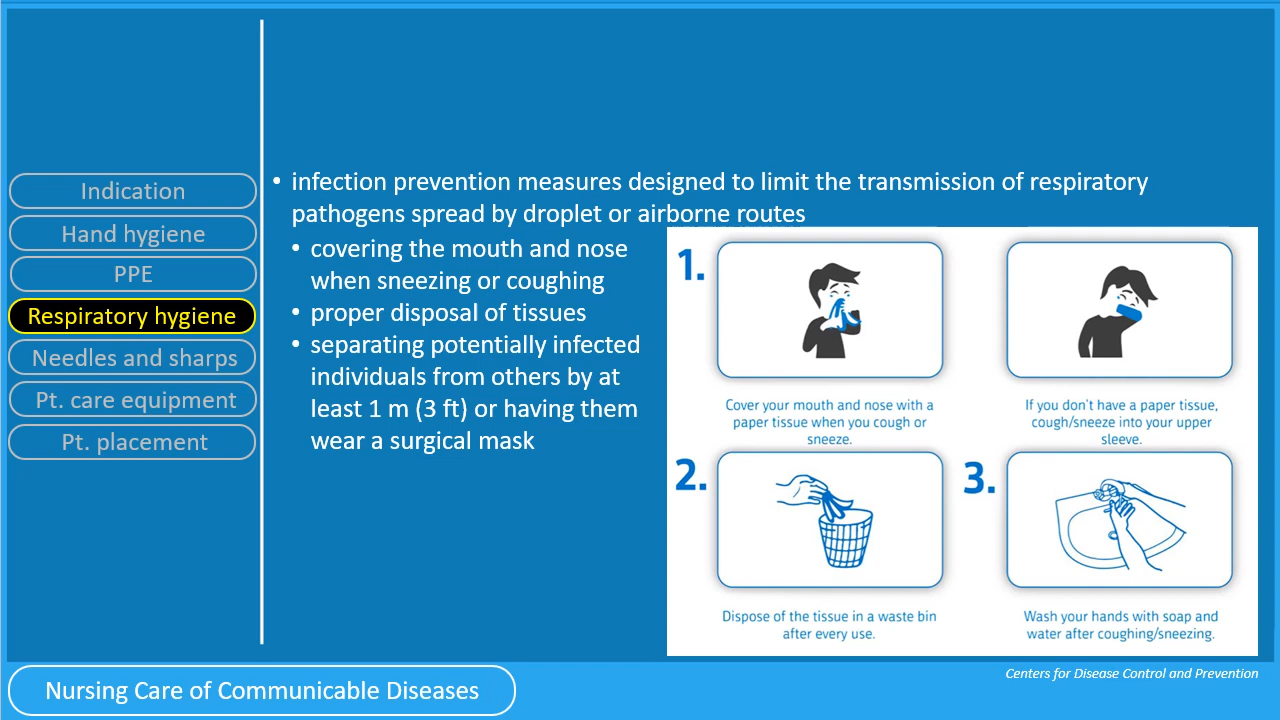 Indication
Hand hygiene
PPE
Respiratory hygiene
Needles and sharps
Pt. care equipment
Pt. placement
• infection prevention measures designed to limit the transmission of respiratory
pathogens spread by droplet or airborne routes
• covering the mouth and nose
when sneezing or coughing
• proper disposal of tissues
• separating potentially infected
individuals from others by at
least 1 m (3 ft) or having them
wear a surgical mask
1.
Cover your mouth and nose with a
paper tissue when you cough or
sneeze.
If you don't have a paper tissue,
cough/sneeze into your upper
sleeve.
2.
Dispose of the tissue in a waste bin
after every use.
3.
Wash your hands with soap and
water after coughing/sneezing.
Centers for Disease Control and Prevention
Nursing Care of Communicable Diseases